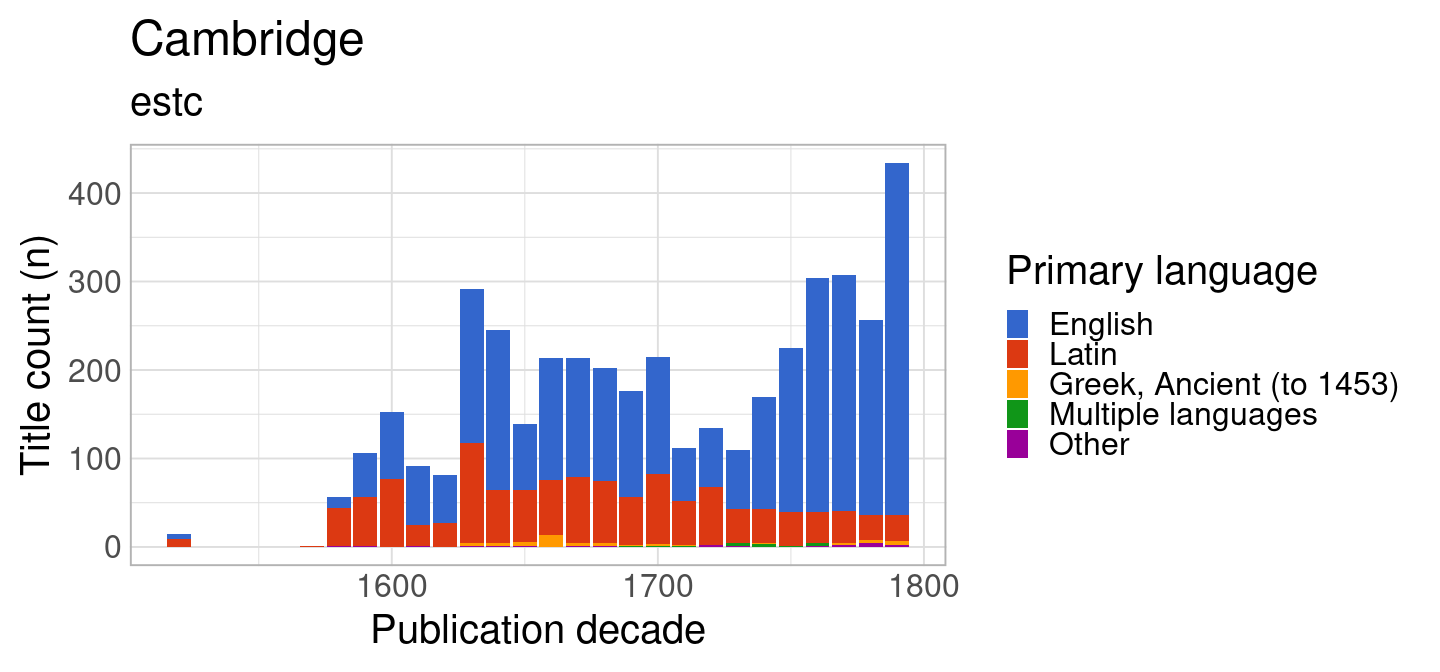 Cambridge
estc
Title count (n)
400
300
200
100
0
1600 1700 1800
Publication decade
Primary language
English
Latin
Greek, Ancient (to 1453)
Multiple languages
Other